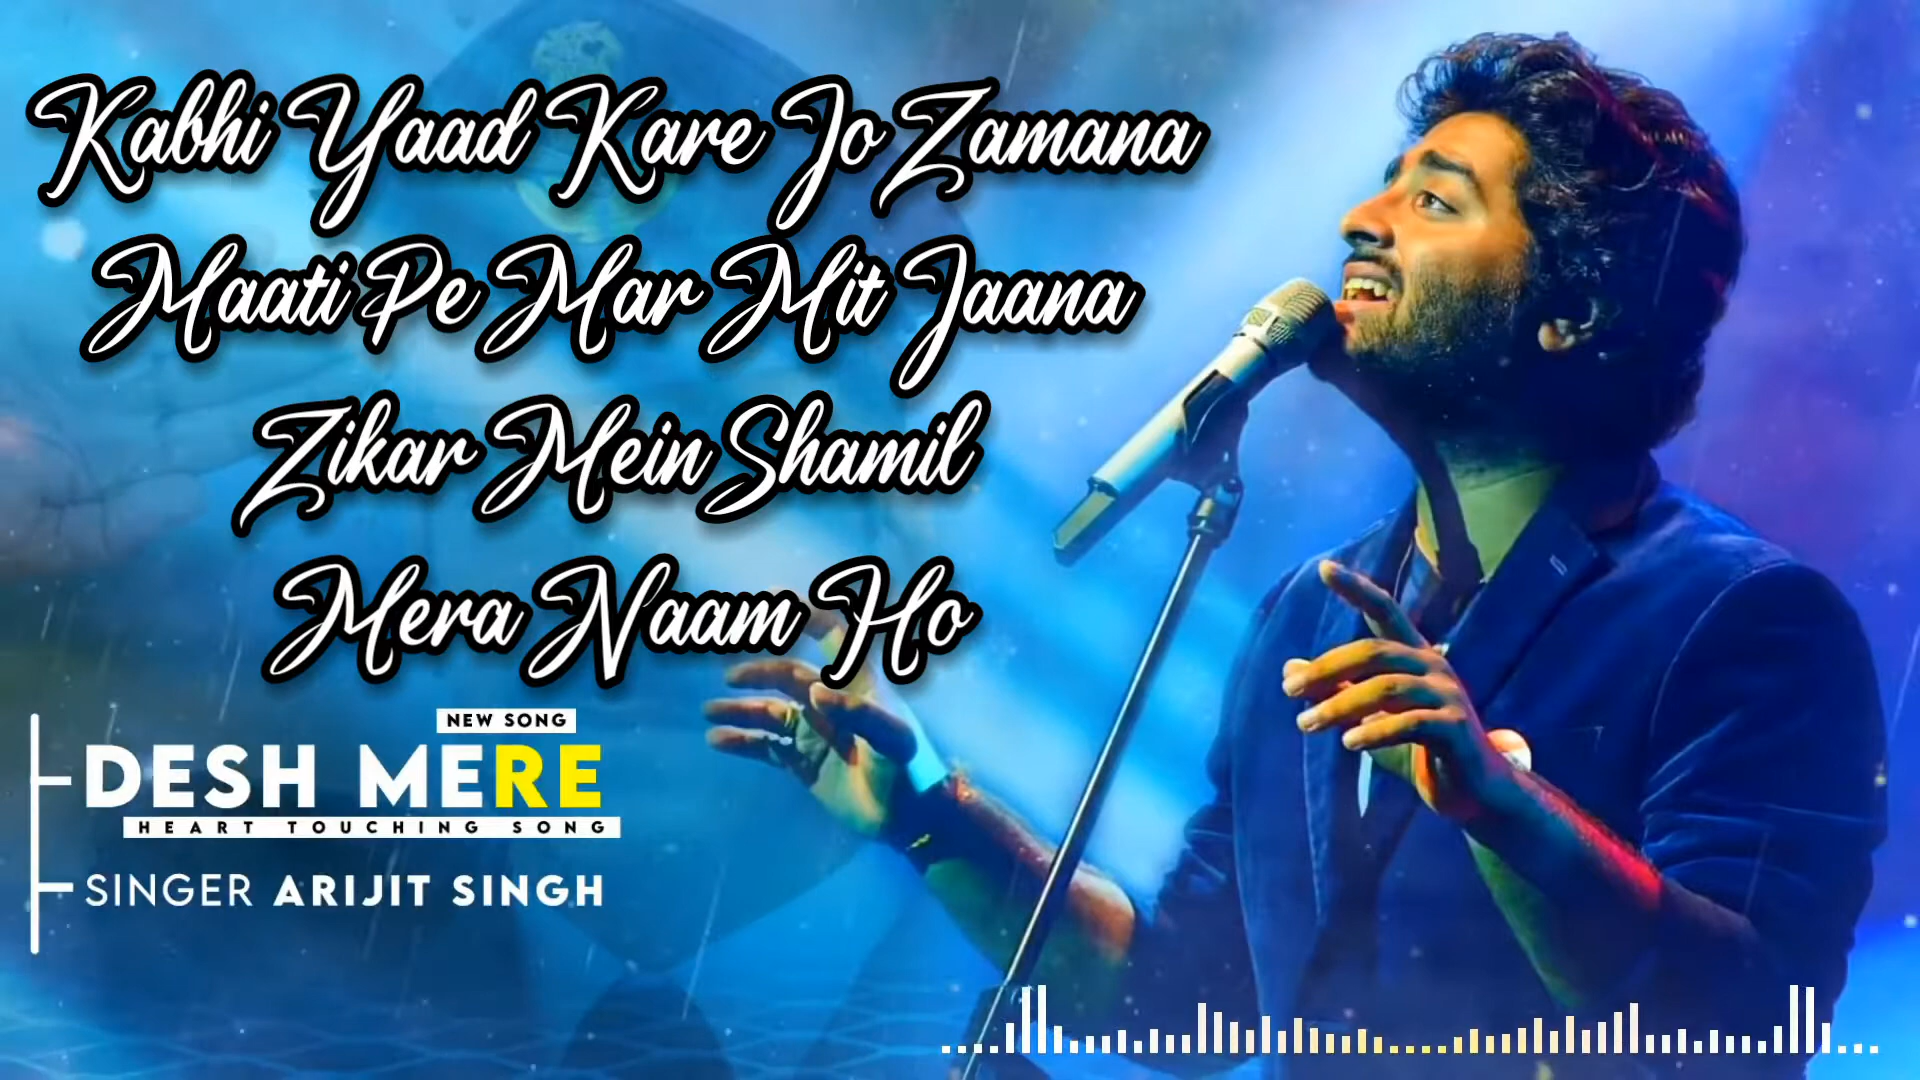 Kabhi Yaad Kare Jo Zamana
Maati Pe Mar Mit Jaana
Zikar Mein Shamil
Mera Naam Ho
NEW SONG
DESH MERE
HEART TOUCHING SONG
SINGER ARIJIT SINGH